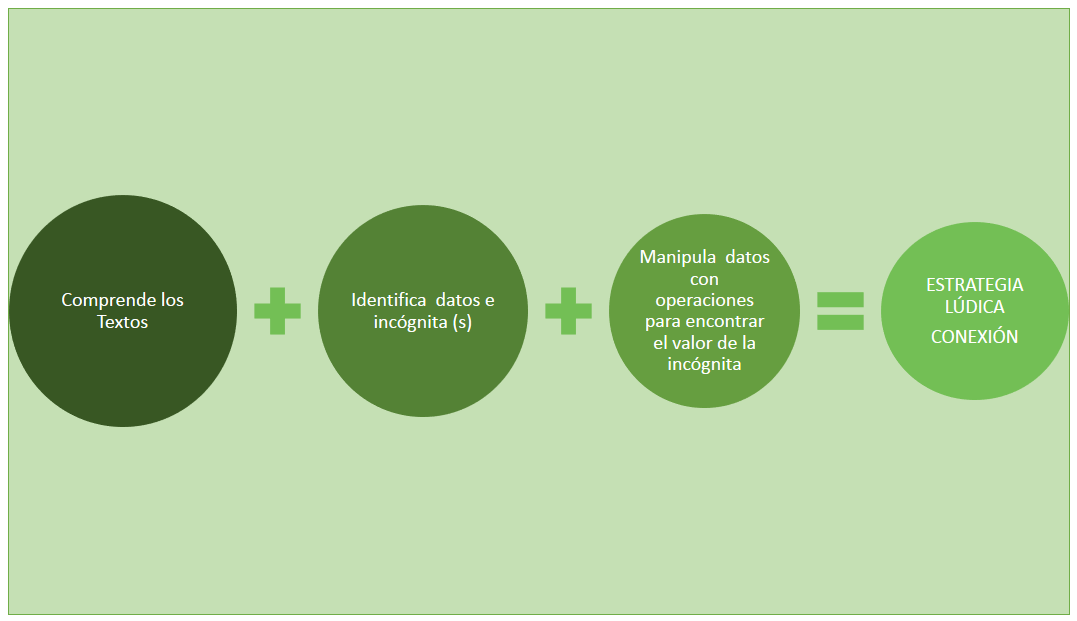 Comprende los
Textos
Identifica datos e
incógnita (s)
Manipula datos
con
operaciones
para encontrar
el valor de la
incógnita
ESTRATEGIA
LÚDICA
CONEXIÓN